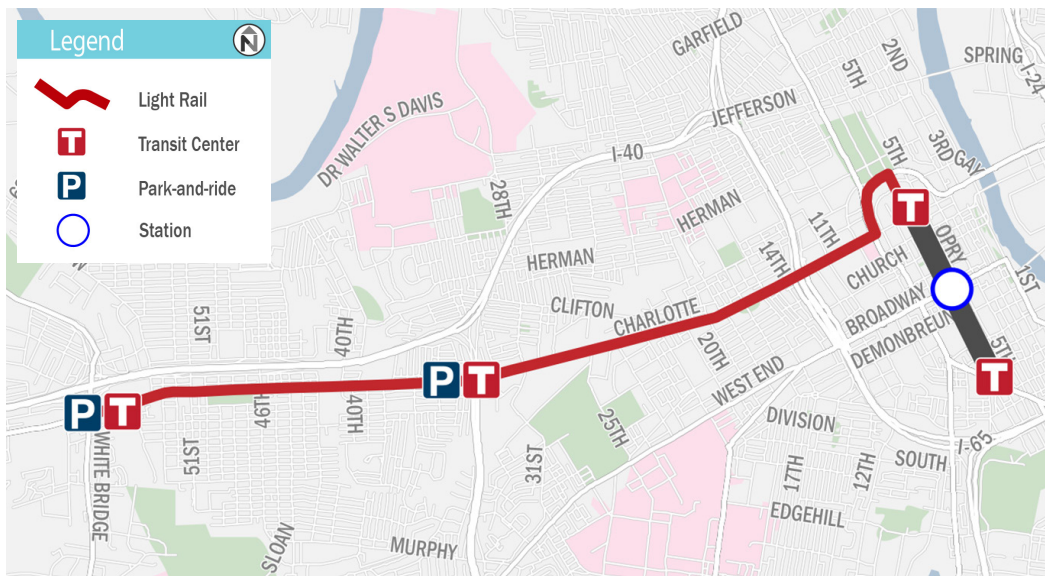 Legend
N
Light Rail
T
Transit Center
P
Park-and-ride
Station
GARFIELD
2ND
SPRING
5TH
I-24
DR WALTER S DAVIS
JEFFERSON
I-40
5TH
3RD
GAY
28TH
HERMAN
11TH
T
OPRY
14TH
CHURCH
HERMAN
1ST
CLIFTON
CHARLOTTE
BROADWAY
DEMONBREUN
51ST
40TH
20TH
5TH
WEST END
T
P
T
P
T
46TH
40TH
25TH
DIVISION
WHITE BRIDGE
51ST
31ST
17TH
12TH
SOUTH
I-65
EDGEHILL
SLOAN
MURPHY